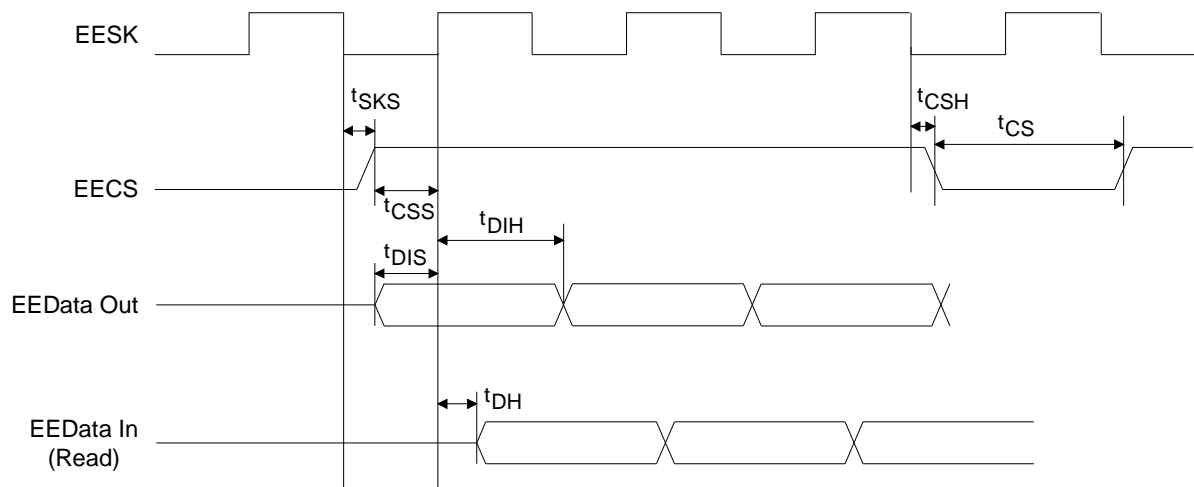 EESK
tSKS
tCSH
tCS
EECS
tCSS
tDIH
tDIS
EEData Out
tDH
EEData In
(Read)